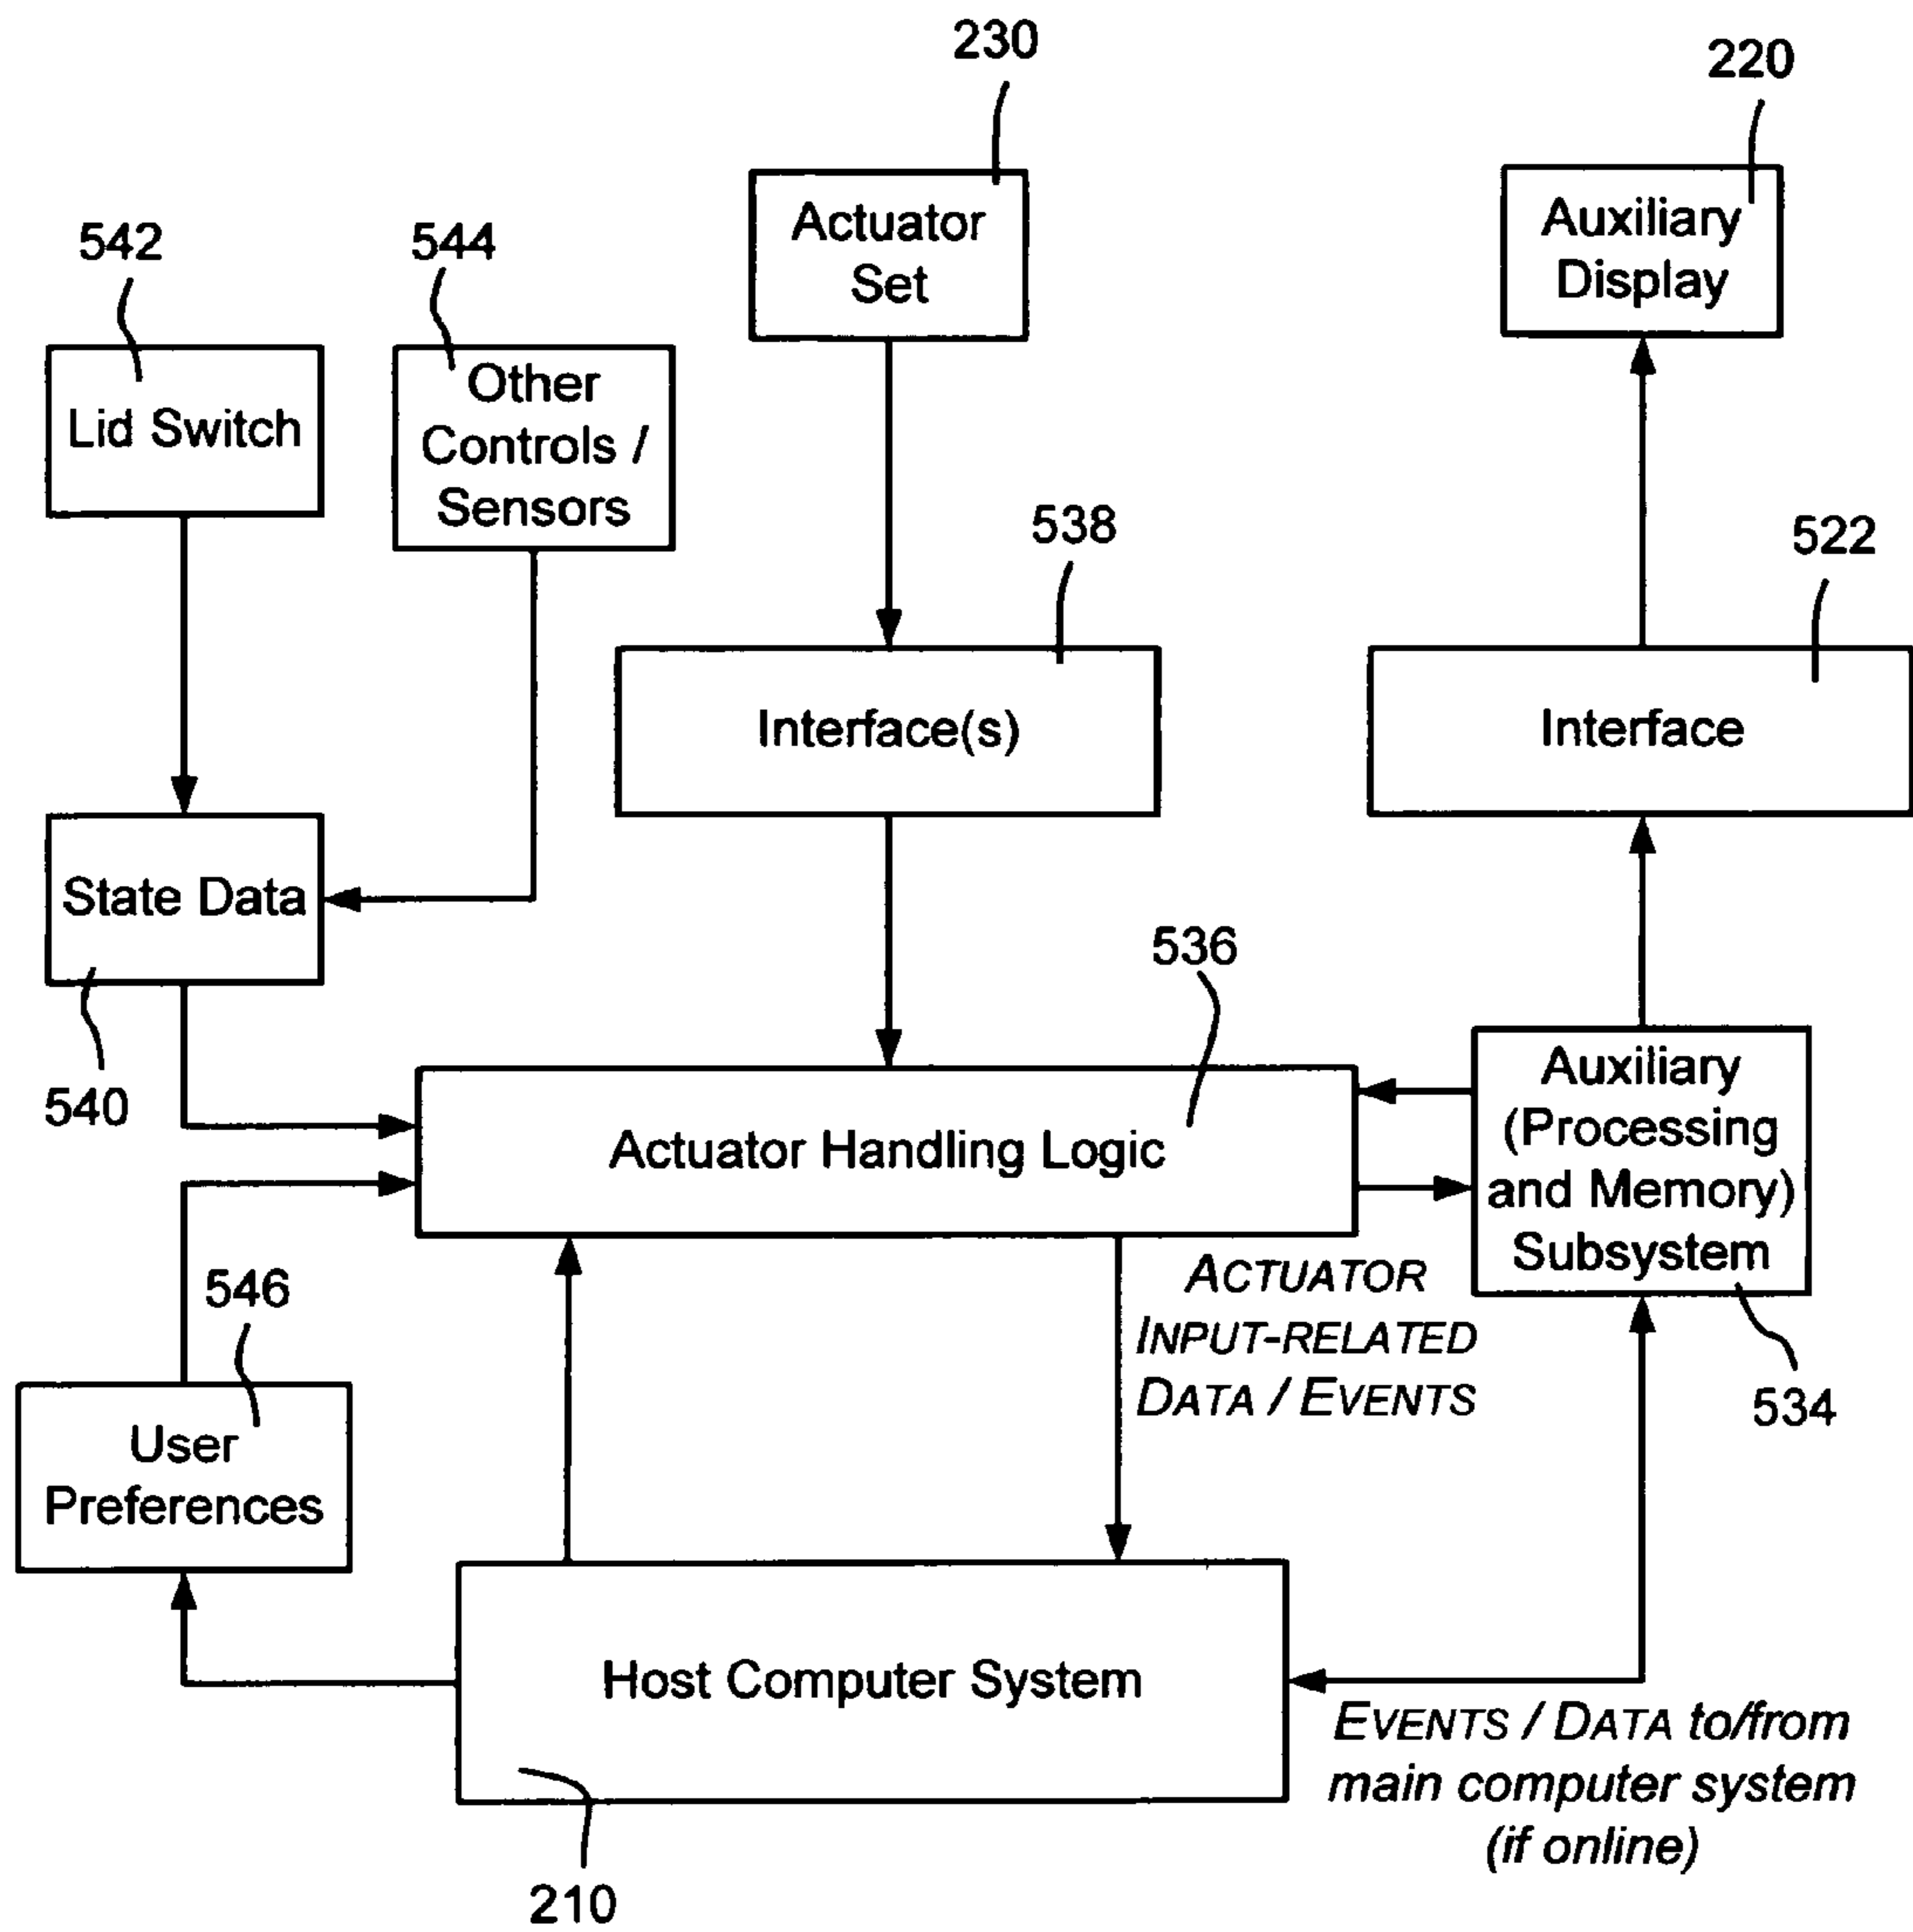 230
220
542
544
Actuator
Set
Auxiliary
Display
Lid Switch
Other
Controls /
Sensors
538
522
Interface(s)
Interface
State Data
536
540
Actuator Handling Logic
Auxiliary
(Processing
and Memory)
Subsystem
546
ACTUATOR
INPUT-RELATED
DATA / EVENTS
534
User
Preferences
Host Computer System
EVENTS / DATA to/from
main computer system
(if online)
210